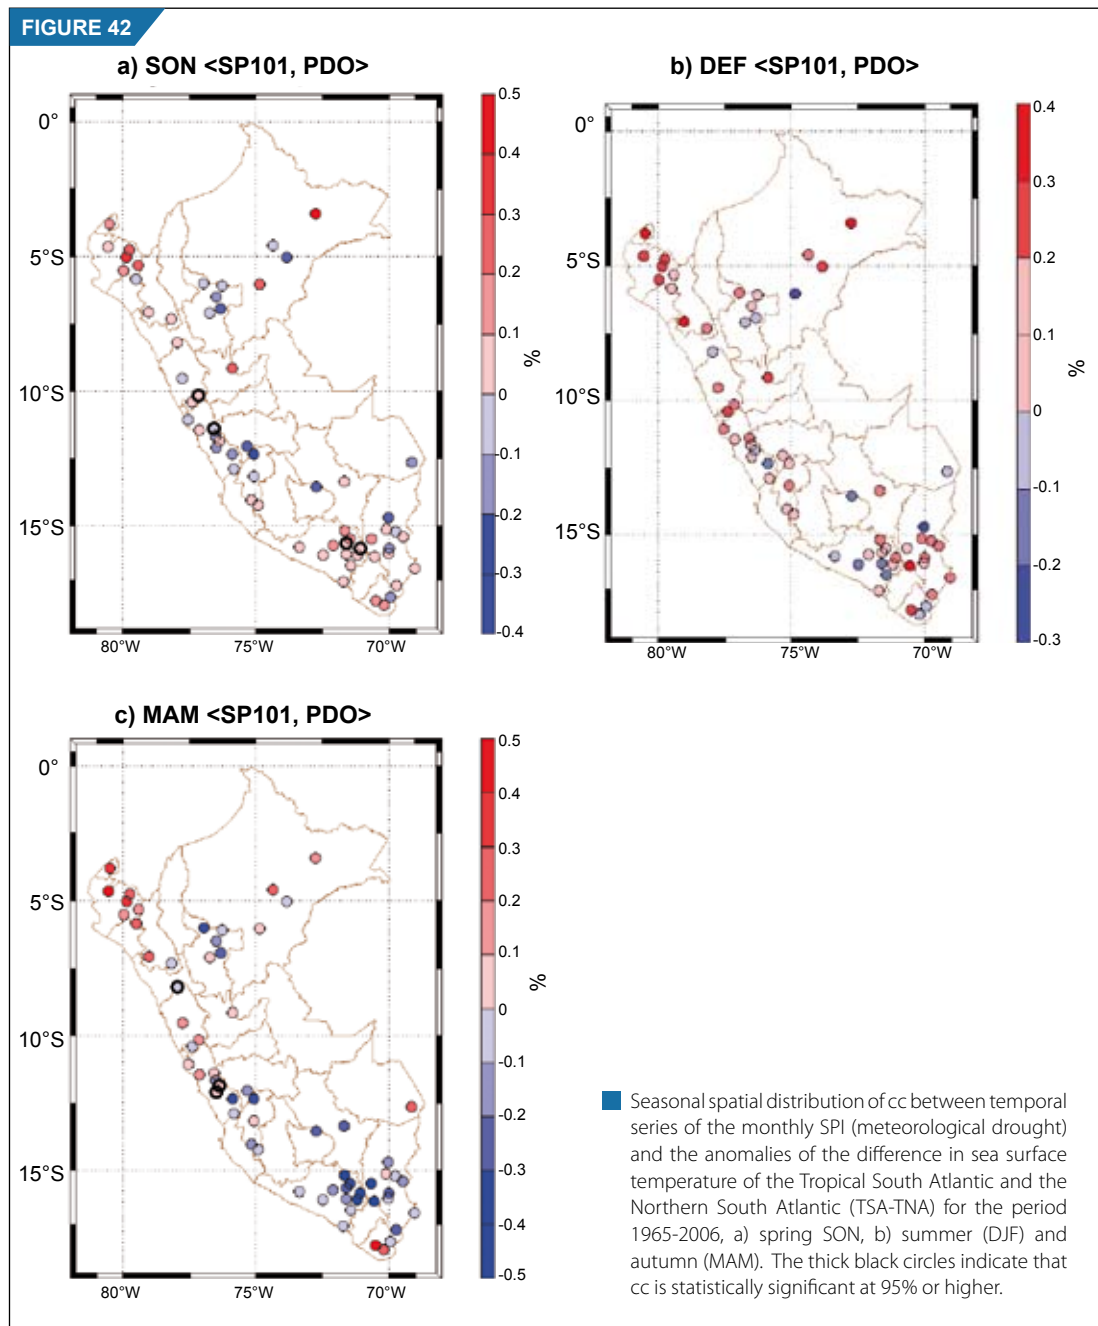 FIGURE 42
a) SON <SP101, PDO>
0°
5°S
10°S
15°S
80°W
75°W
70°W
0.5
0.4
0.3
0.2
0.1
0
-0.1
-0.2
-0.3
-0.4
%
b) DEF <SP101, PDO>
0°
5°S
10°S
15°S
80°W
75°W
70°W
0.4
0.3
0.2
0.1
0
-0.1
-0.2
-0.3
%
c) MAM <SP101, PDO>
0°
5°S
10°S
15°S
80°W
75°W
70°W
0.5
0.4
0.3
0.2
0.1
0
-0.1
-0.2
-0.3
-0.4
-0.5
%
Seasonal spatial distribution of cc between temporal
series of the monthly SPI (meteorological drought)
and the anomalies of the difference in sea surface
temperature of the Tropical South Atlantic and the
Northern South Atlantic (TSA-TNA) for the period
1965-2006, a) spring SON, b) summer (DJF) and
autumn (MAM). The thick black circles indicate that
cc is statistically significant at 95% or higher.